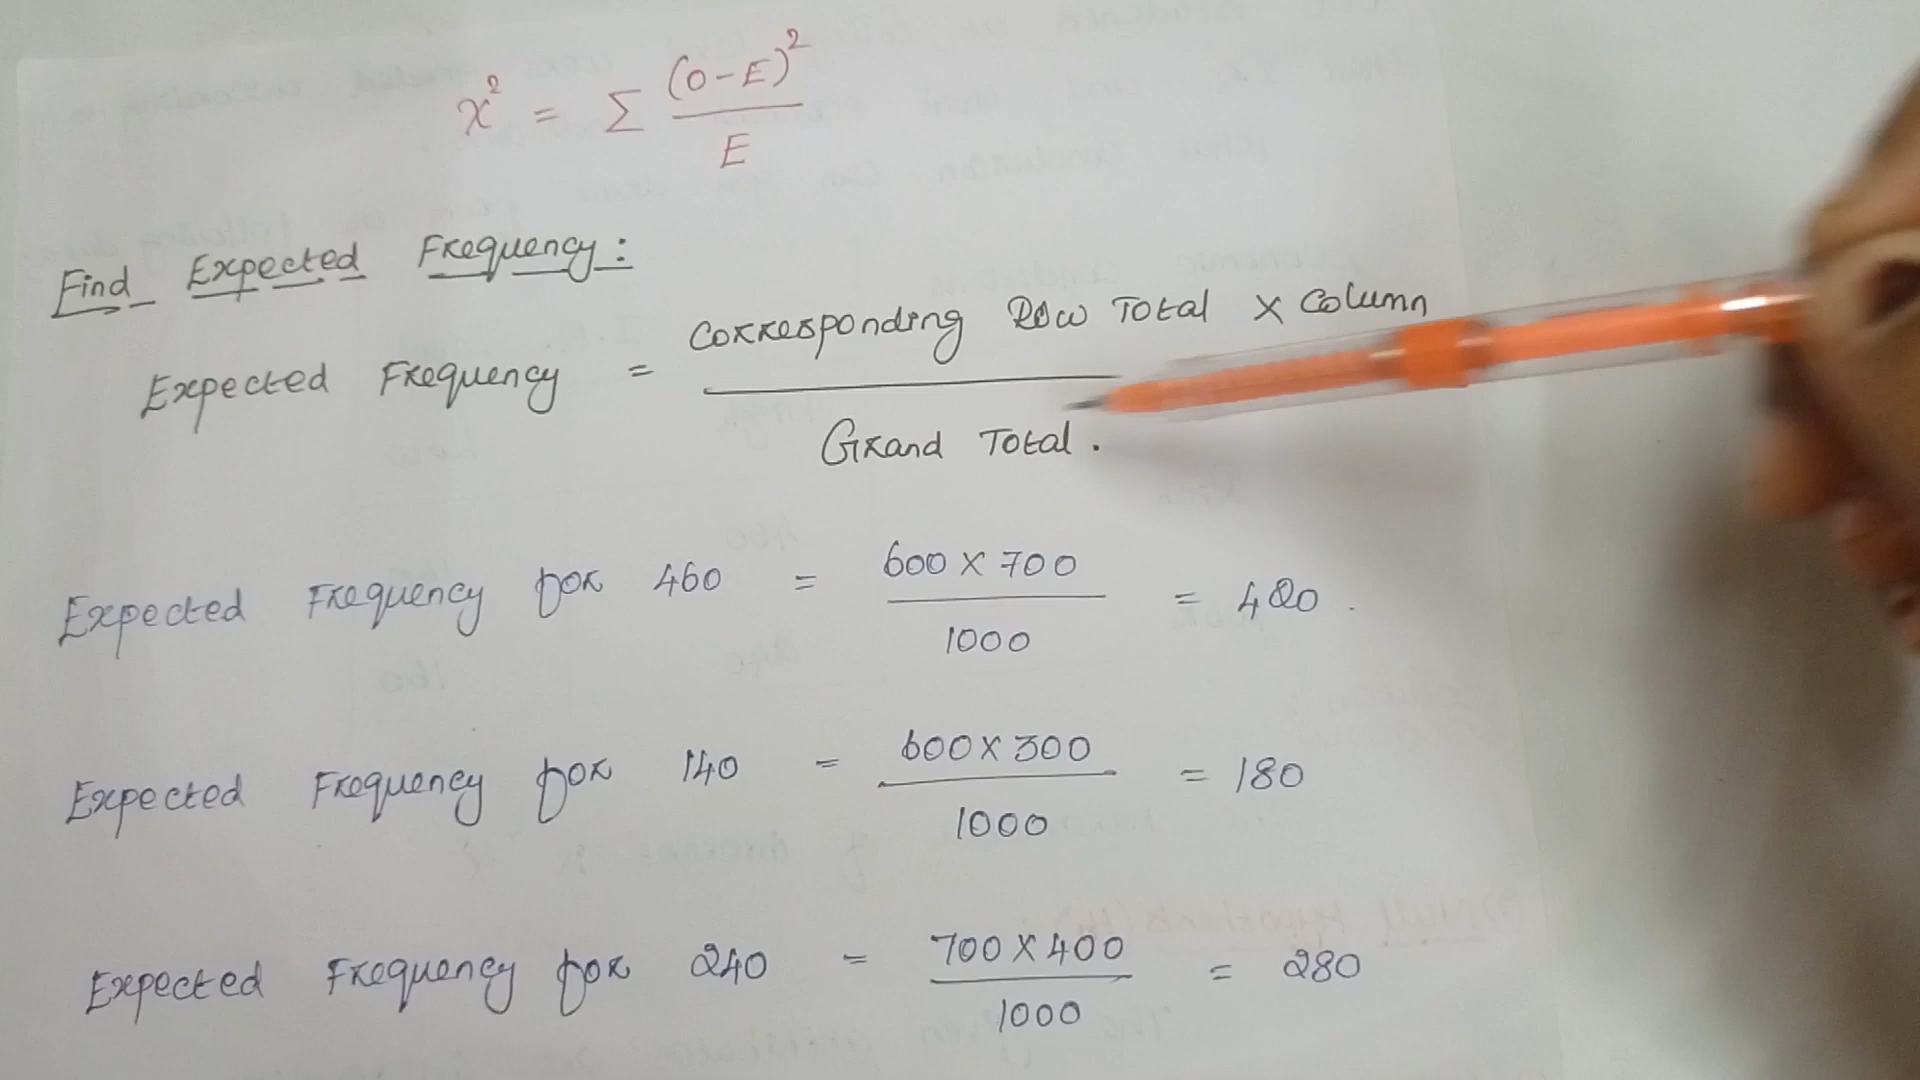 χ² = Σ (O-E)² / E
Find Expected Frequency:
Expected Frequency = Corresponding Row Total X Column / Grand Total.
Expected Frequency for 460 = 600 X 700 / 1000 = 420.
Expected Frequency for 140 = 600 X 300 / 1000 = 180
Expected Frequency for 240 = 700 X 400 / 1000 = 280